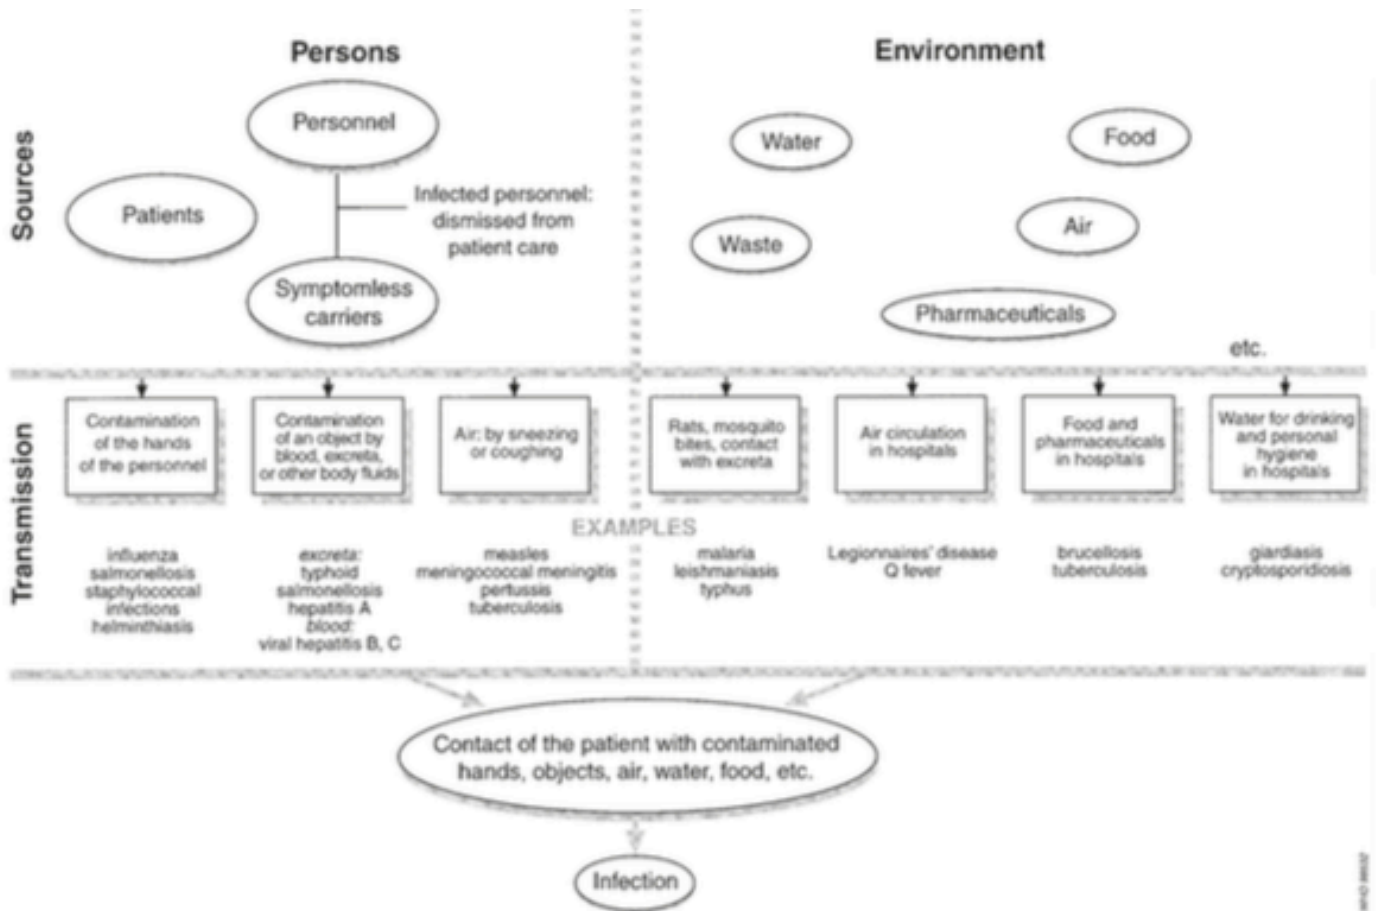 Persons
Environment
Sources
Personnel
Patients
Infected personnel:
dismissed from
patient care
Symptomless
carriers
Water
Food
Waste
Air
Pharmaceuticals
etc.
Transmission
Contamination
of the hands
of the personnel
Contamination
of an object by
blood, excreta,
or other body fluids
Air: by sneezing
or coughing
Rats, mosquito
bites, contact
with excreta
Air circulation
in hospitals
Food and
pharmaceuticals
in hospitals
Water for drinking
and personal
hygiene
in hospitals
EXAMPLES
influenza
salmonellosis
staphylococcal
infections
helminthiasis
excreta:
typhoid
salmonellosis
hepatitis A
blood:
viral hepatitis B, C
measles
meningococcal meningitis
pertussis
tuberculosis
malaria
leishmaniasis
typhus
Legionnaires' disease
Q fever
brucellosis
tuberculosis
giardiasis
cryptosporidiosis
Contact of the patient with contaminated
hands, objects, air, water, food, etc.
Infection
WHO